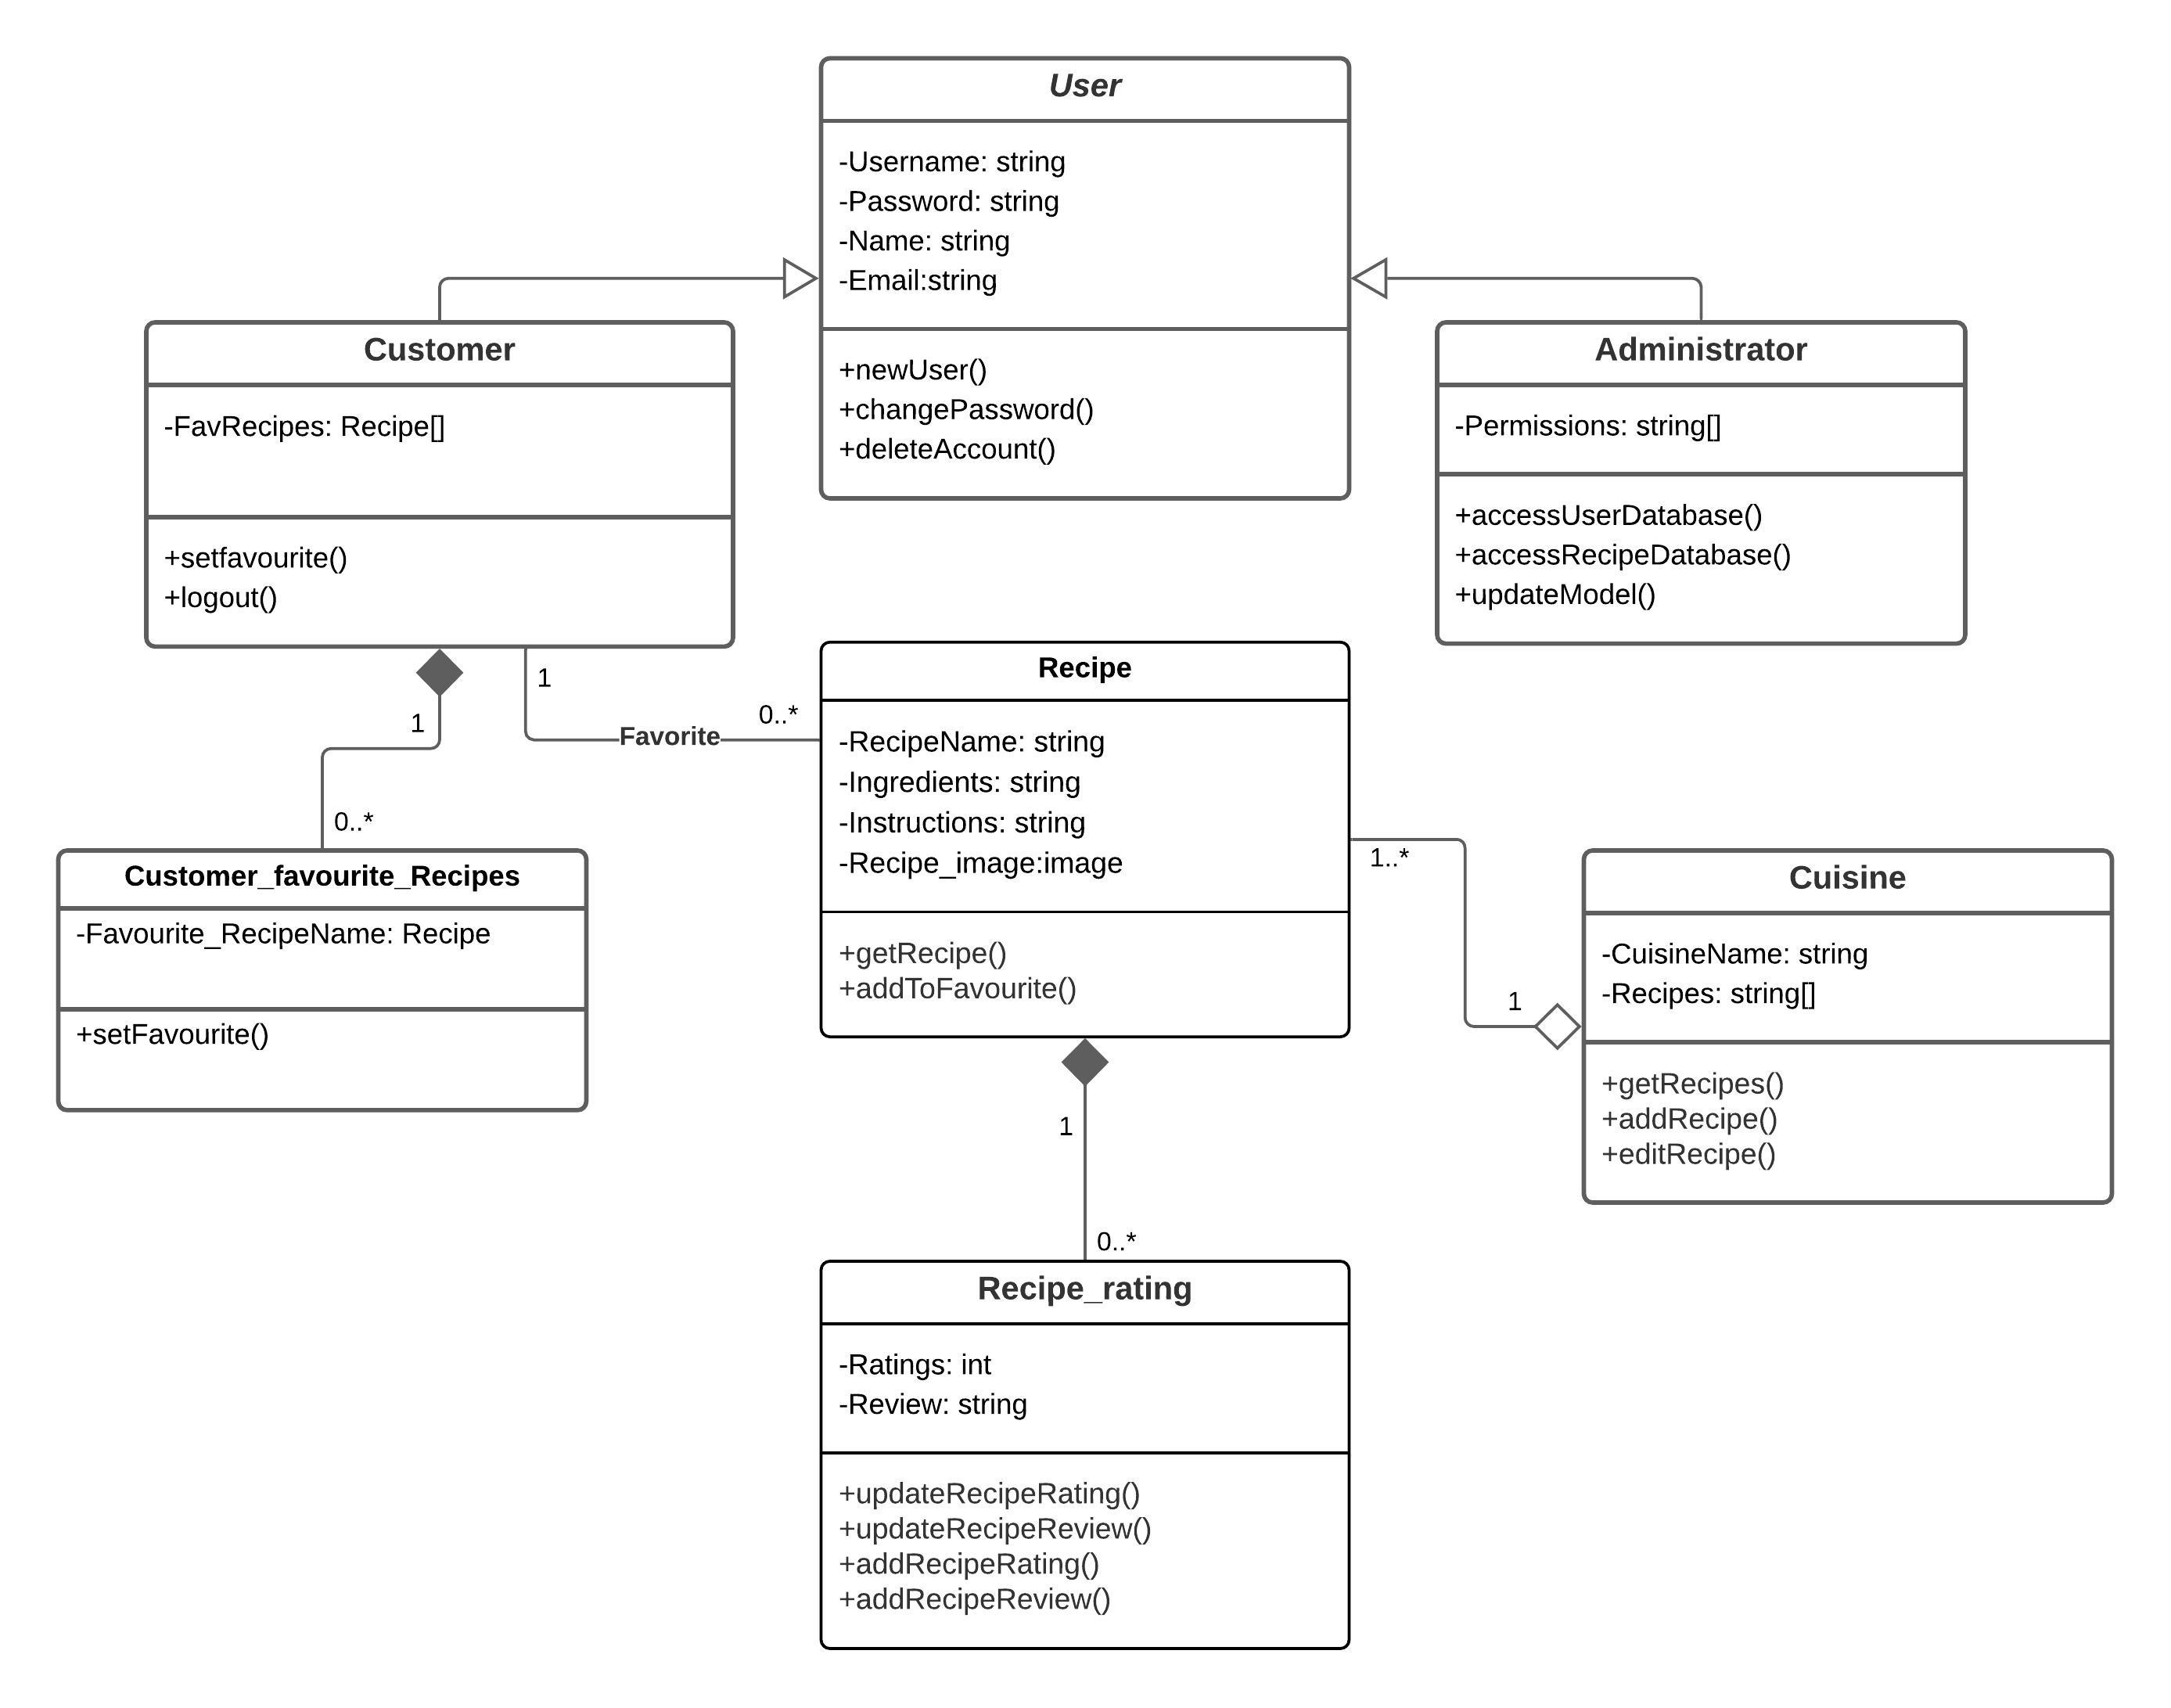 User
-Username: string
-Password: string
-Name: string
-Email:string
+newUser()
+changePassword()
+deleteAccount()
Customer
-FavRecipes: Recipe[]
+setfavourite()
+logout()
Administrator
-Permissions: string[]
+accessUserDatabase()
+accessRecipeDatabase()
+updateModel()
1
1
Favorite
0..*
0..*
Recipe
-RecipeName: string
-Ingredients: string
-Instructions: string
-Recipe_image:image
+getRecipe()
+addToFavourite()
1..*
1
Customer_favourite_Recipes
-Favourite_RecipeName: Recipe
+setFavourite()
Cuisine
-CuisineName: string
-Recipes: string[]
+getRecipes()
+addRecipe()
+editRecipe()
1
0..*
Recipe_rating
-Ratings: int
-Review: string
+updateRecipeRating()
+updateRecipeReview()
+addRecipeRating()
+addRecipeReview()